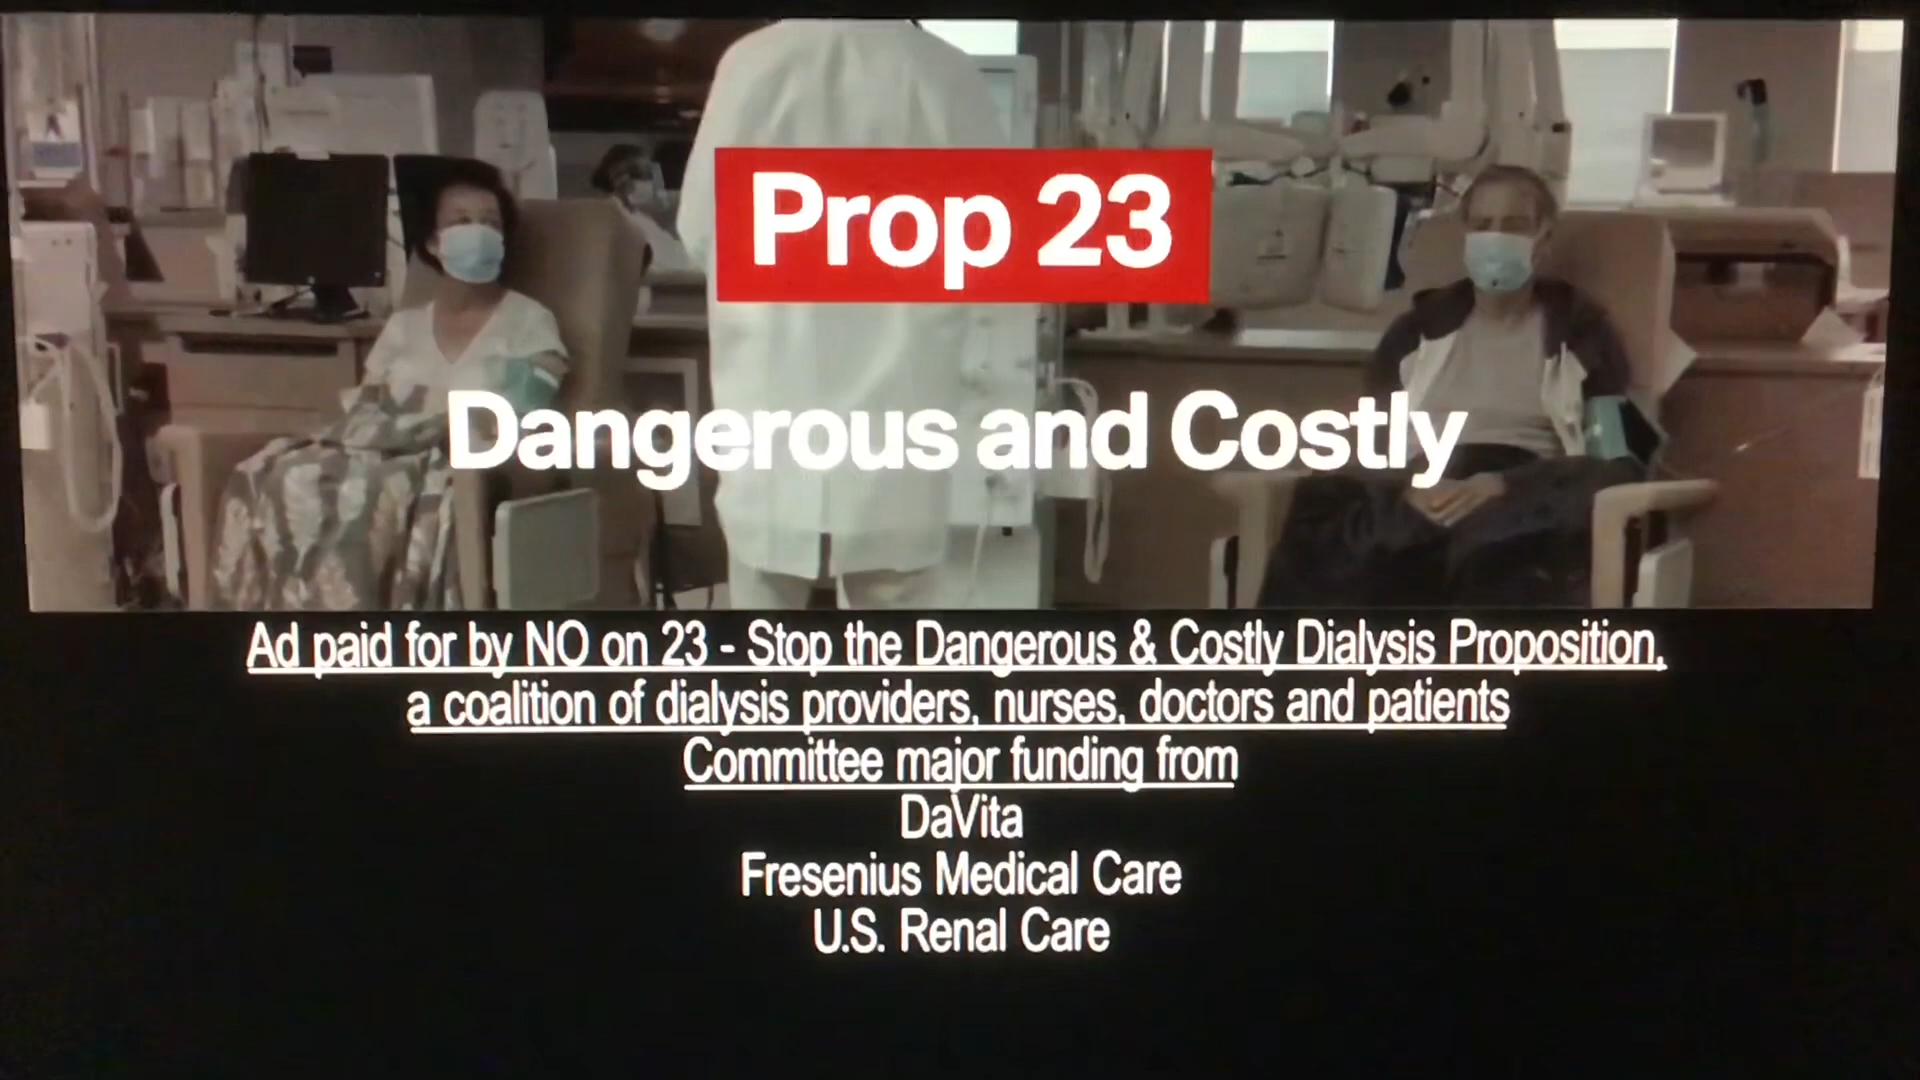 Prop 23
Dangerous and Costly
Ad paid for by NO on 23 - Stop the Dangerous & Costly Dialysis Proposition,
a coalition of dialysis providers, nurses, doctors and patients
Committee major funding from
DaVita
Fresenius Medical Care
U.S. Renal Care